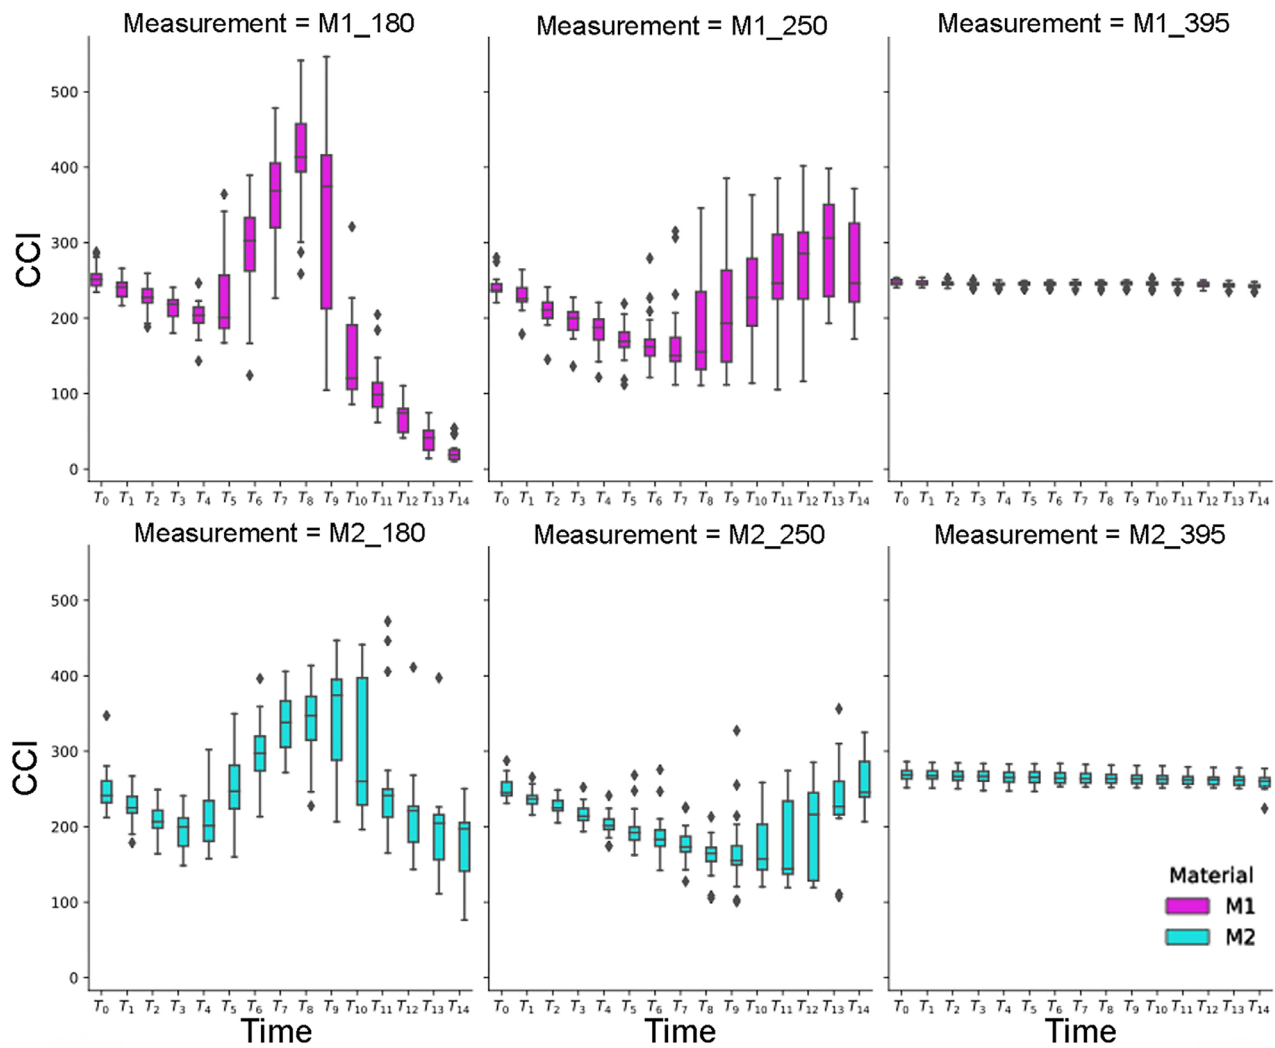 Measurement = M1_180 Measurement = M1_250 Measurement = M1_395
500
400
CCI 300
200
100
0
T0 T1 T2 T3 T4 T5 T6 T7 T8 T9 T10 T11 T12 T13 T14 T0 T1 T2 T3 T4 T5 T6 T7 T8 T9 T10 T11 T12 T13 T14 T0 T1 T2 T3 T4 T5 T6 T7 T8 T9 T10 T11 T12 T13 T14
Measurement = M2_180 Measurement = M2_250 Measurement = M2_395
500
400
CCI 300
200
100
0
Material
M1
M2
T0 T1 T2 T3 T4 T5 T6 T7 T8 T9 T10 T11 T12 T13 T14 T0 T1 T2 T3 T4 T5 T6 T7 T8 T9 T10 T11 T12 T13 T14 T0 T1 T2 T3 T4 T5 T6 T7 T8 T9 T10 T11 T12 T13 T14
Time Time Time